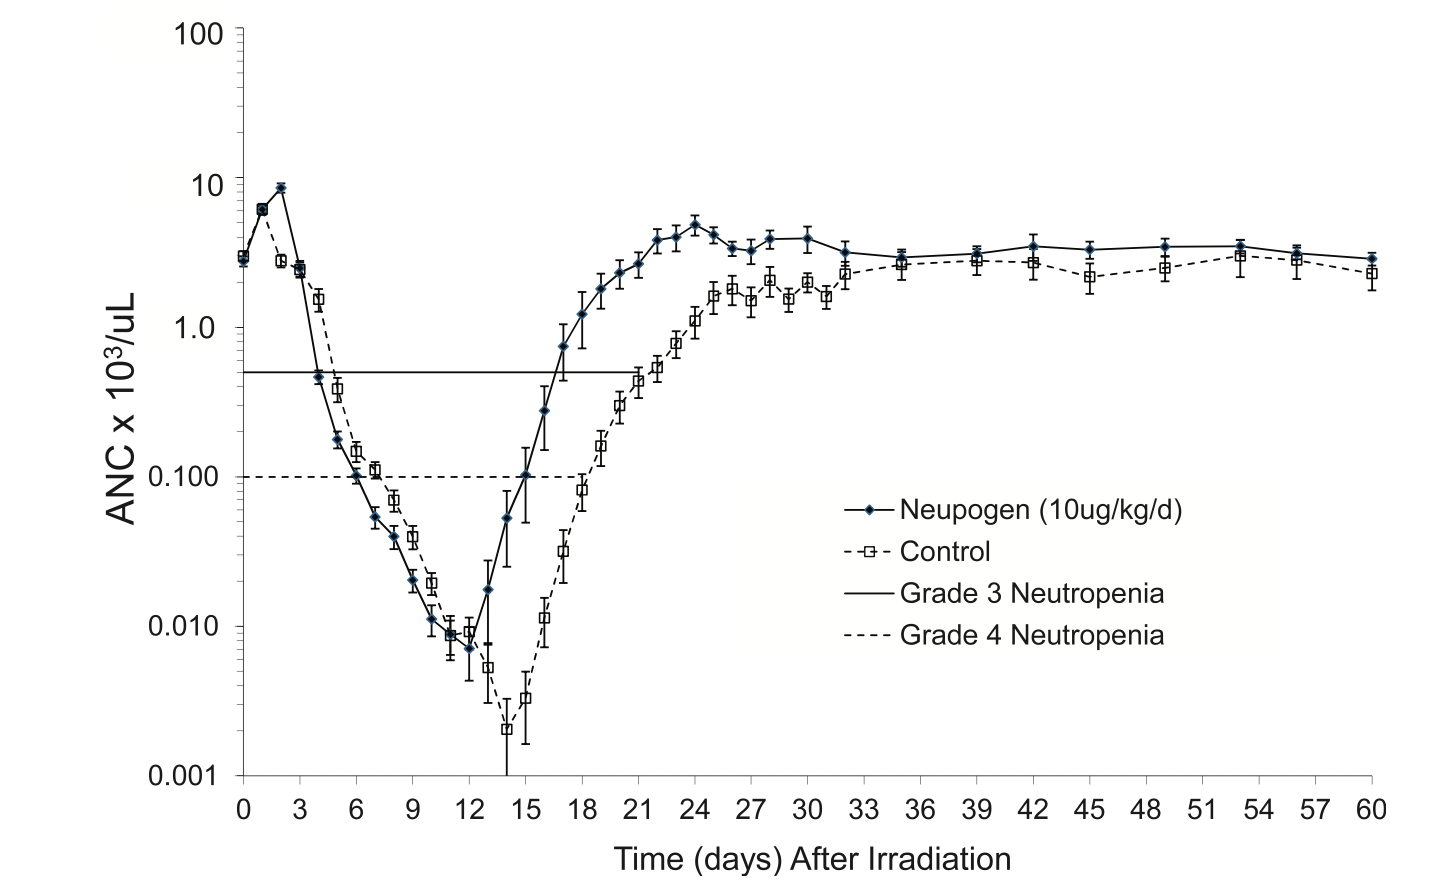 100
10
1.0
0.100
0.010
0.001
ANC x 10³/uL
0 3 6 9 12 15 18 21 24 27 30 33 36 39 42 45 48 51 54 57 60
Time (days) After Irradiation
Neupogen (10ug/kg/d)
Control
Grade 3 Neutropenia
Grade 4 Neutropenia